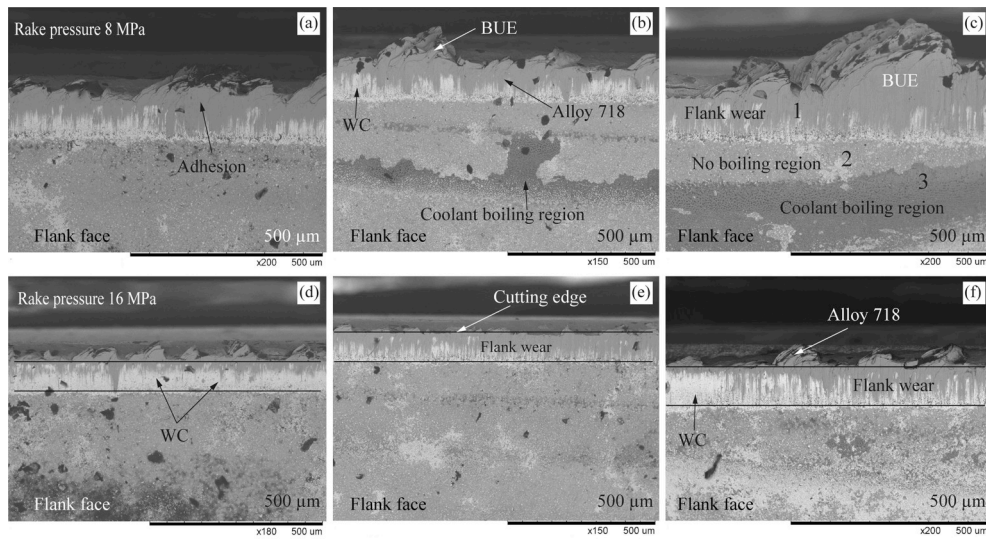 Rake pressure 8 MPa
(a)
Adhesion
Flank face
500 µm
x200 500 um
(b)
BUE
WC
Alloy 718
Coolant boiling region
Flank face
500 µm
x150 500 um
(c)
BUE
Flank wear
1
No boiling region
2
3
Coolant boiling region
Flank face
500 µm
x200 500 um
Rake pressure 16 MPa
(d)
WC
Flank face
500 µm
x180 500 um
(e)
Cutting edge
Flank wear
Flank face
500 µm
x150 500 um
(f)
Alloy 718
Flank wear
WC
Flank face
500 µm
x200 500 um